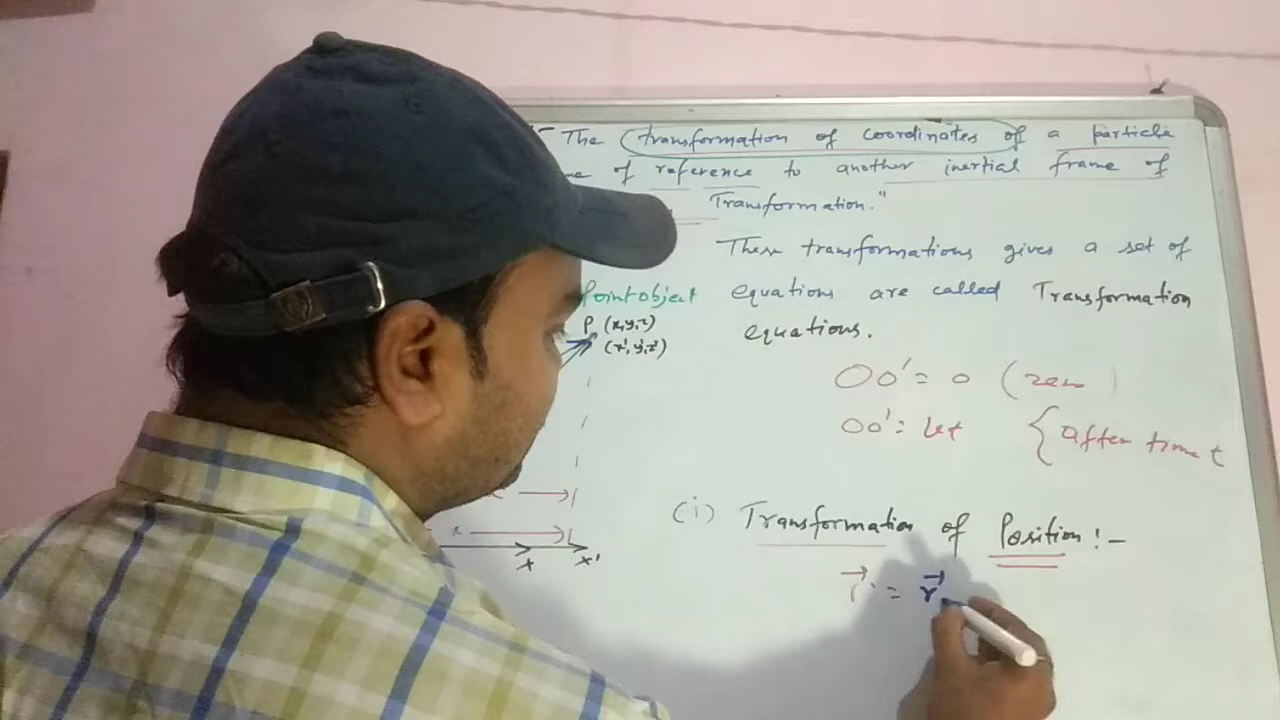 The transformation of coordinates of a particle
of reference to another inertial frame of
Transformation."
These transformations gives a set of
equations are called Transformation
equations.
Point object
P (x,y,z)
(x',y',z')
OO' = 0 (zero)
OO' = {after time t
(i) Transformation of Position:-
x
x x'
r' = r